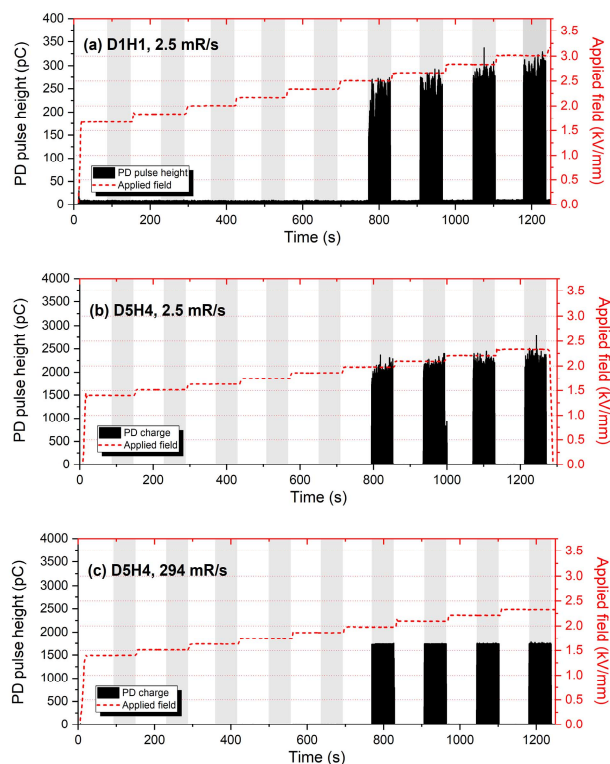 (a) D1H1, 2.5 mR/s
PD pulse height (pC)
400
350
300
250
200
150
100
50
0
3.5
3.0
2.5
2.0
1.5
1.0
0.5
0.0
Applied field (kV/mm)
PD pulse height
Applied field
0 200 400 600 800 1000 1200
Time (s)
(b) D5H4, 2.5 mR/s
PD pulse height (pC)
4000
3500
3000
2500
2000
1500
1000
500
0
3.5
3.0
2.5
2.0
1.5
1.0
0.5
0.0
Applied field (kV/mm)
PD charge
Applied field
0 200 400 600 800 1000 1200
Time (s)
(c) D5H4, 294 mR/s
PD pulse height (pC)
4000
3500
3000
2500
2000
1500
1000
500
0
3.5
3.0
2.5
2.0
1.5
1.0
0.5
0.0
Applied field (kV/mm)
PD charge
Applied field
0 200 400 600 800 1000 1200
Time (s)